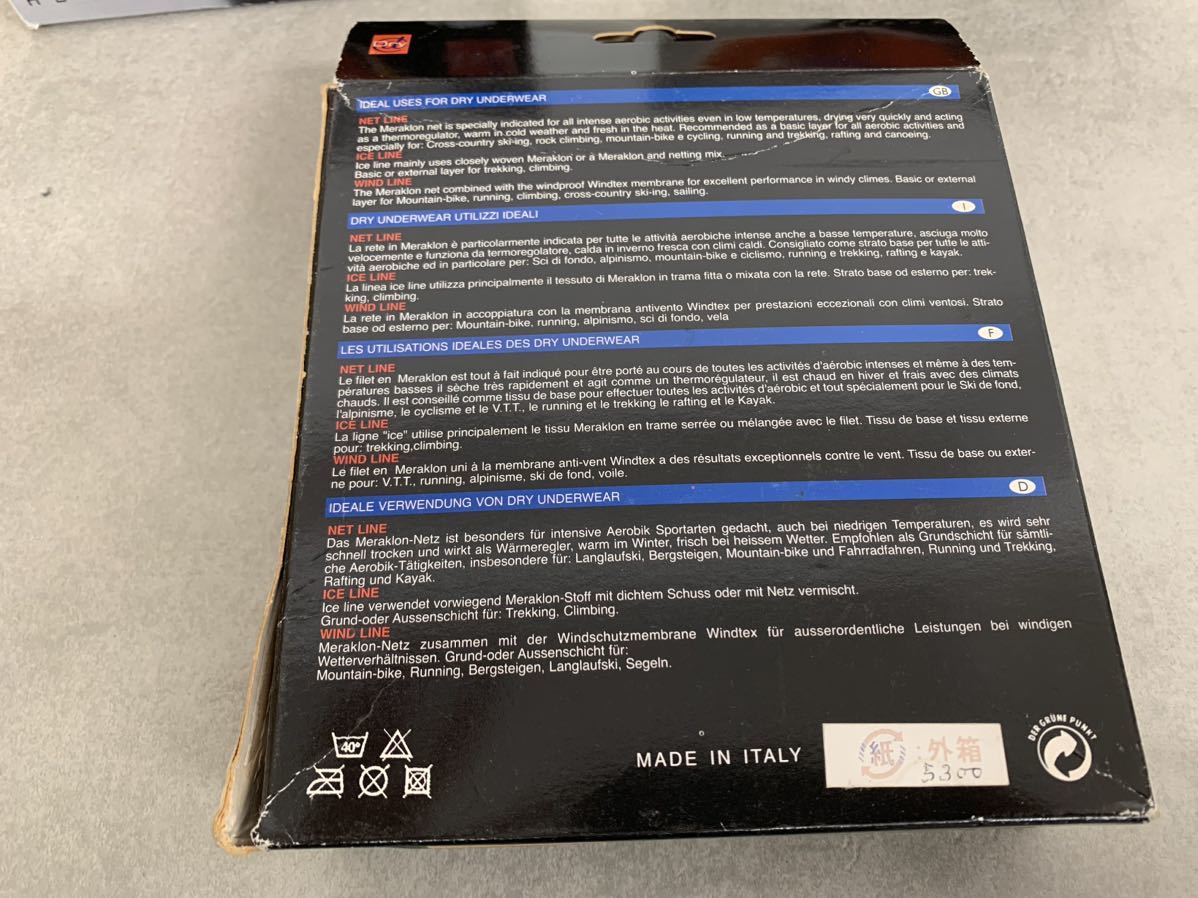 Dry
IDEAL USES FOR DRY UNDERWEAR
GB
NET LINE
The Meraklon net is specially indicated for all intense aerobic activities even in low temperatures, drying very quickly and acting
as a thermoregulator, warm in cold weather and fresh in the heat. Recommended as a basic layer for all aerobic activities and
especially for: Cross-country ski-ing, rock climbing, mountain-bike e cycling, running and trekking, rafting and canoeing.
ICE LINE
Ice line mainly uses closely woven Meraklon or a Meraklon and netting mix.
Basic or external layer for trekking, climbing.
WIND LINE
The Meraklon net combined with the windproof Windtex membrane for excellent performance in windy climes. Basic or external
layer for Mountain-bike, running, climbing, cross-country ski-ing, sailing.
DRY UNDERWEAR UTILIZZI IDEALI
I
NET LINE
La rete in Meraklon è particolarmente indicata per tutte le attività aerobiche intense anche a basse temperature, asciuga molto
velocemente e funziona da termoregolatore, calda in inverno fresca con climi caldi. Consigliato come strato base per tutte le atti-
vità aerobiche ed in particolare per: Sci di fondo, alpinismo, mountain-bike e ciclismo, running e trekking, rafting e kayak.
ICE LINE
La linea ice line utilizza principalmente il tessuto di Meraklon in trama fitta o mixata con la rete. Strato base od esterno per: trek-
king, climbing.
WIND LINE
La rete in Meraklon in accoppiatura con la membrana antivento Windtex per prestazioni eccezionali con climi ventosi. Strato
base od esterno per: Mountain-bike, running, alpinismo, sci di fondo, vela
LES UTILISATIONS IDEALES DES DRY UNDERWEAR
F
NET LINE
Le filet en Meraklon est tout à fait indiqué pour être porté au cours de toutes les activités d'aérobic intenses et même à des tem-
pératures basses il sèche très rapidement et agit comme un thermorégulateur, il est chaud en hiver et frais avec des climats
chauds. Il est conseillé comme tissu de base pour effectuer toutes les activités d'aérobic et tout spécialement pour le Ski de fond,
l'alpinisme, le cyclisme et le V.T.T., le running et le trekking le rafting et le Kayak.
ICE LINE
La ligne "ice" utilise principalement le tissu Meraklon en trame serrée ou mélangée avec le filet. Tissu de base et tissu externe
pour: trekking,climbing.
WIND LINE
Le filet en Meraklon uni à la membrane anti-vent Windtex a des résultats exceptionnels contre le vent. Tissu de base ou exter-
ne pour: V.T.T., running, alpinisme, ski de fond, voile.
IDEALE VERWENDUNG VON DRY UNDERWEAR
D
NET LINE
Das Meraklon-Netz ist besonders für intensive Aerobik Sportarten gedacht, auch bei niedrigen Temperaturen, es wird sehr
schnell trocken und wirkt als Wärmeregler, warm im Winter, frisch bei heissem Wetter. Empfohlen als Grundschicht für sämtli-
che Aerobik-Tätigkeiten, insbesondere für: Langlaufski, Bergsteigen, Mountain-bike und Fahrradfahren, Running und Trekking,
Rafting und Kayak.
ICE LINE
Ice line verwendet vorwiegend Meraklon-Stoff mit dichtem Schuss oder mit Netz vermischt.
Grund-oder Aussenschicht für: Trekking, Climbing.
WIND LINE
Meraklon-Netz zusammen mit der Windschutzmembrane Windtex für ausserordentliche Leistungen bei windigen
Wetterverhältnissen. Grund-oder Aussenschicht für:
Mountain-bike, Running, Bergsteigen, Langlaufski, Segeln.
40°
MADE IN ITALY
紙 : 外箱
5300
DER GRÜNE PUNKT